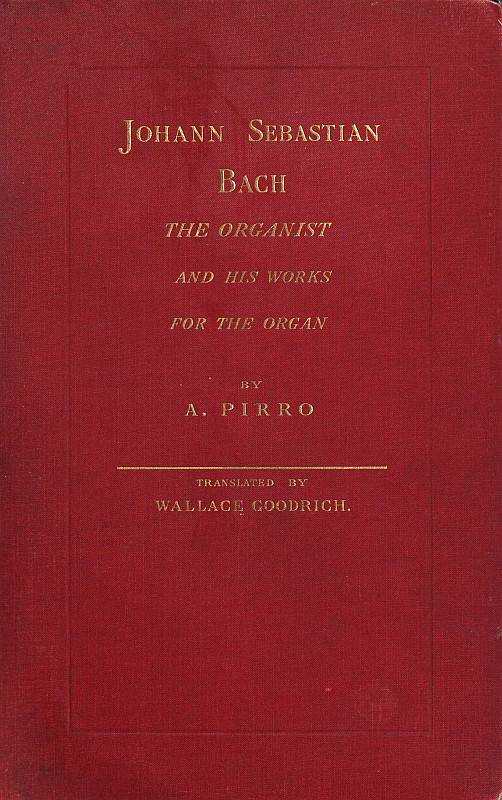 JOHANN SEBASTIAN
BACH
THE ORGANIST
AND HIS WORKS
FOR THE ORGAN
BY
A. PIRRO
TRANSLATED BY
WALLACE GOODRICH.